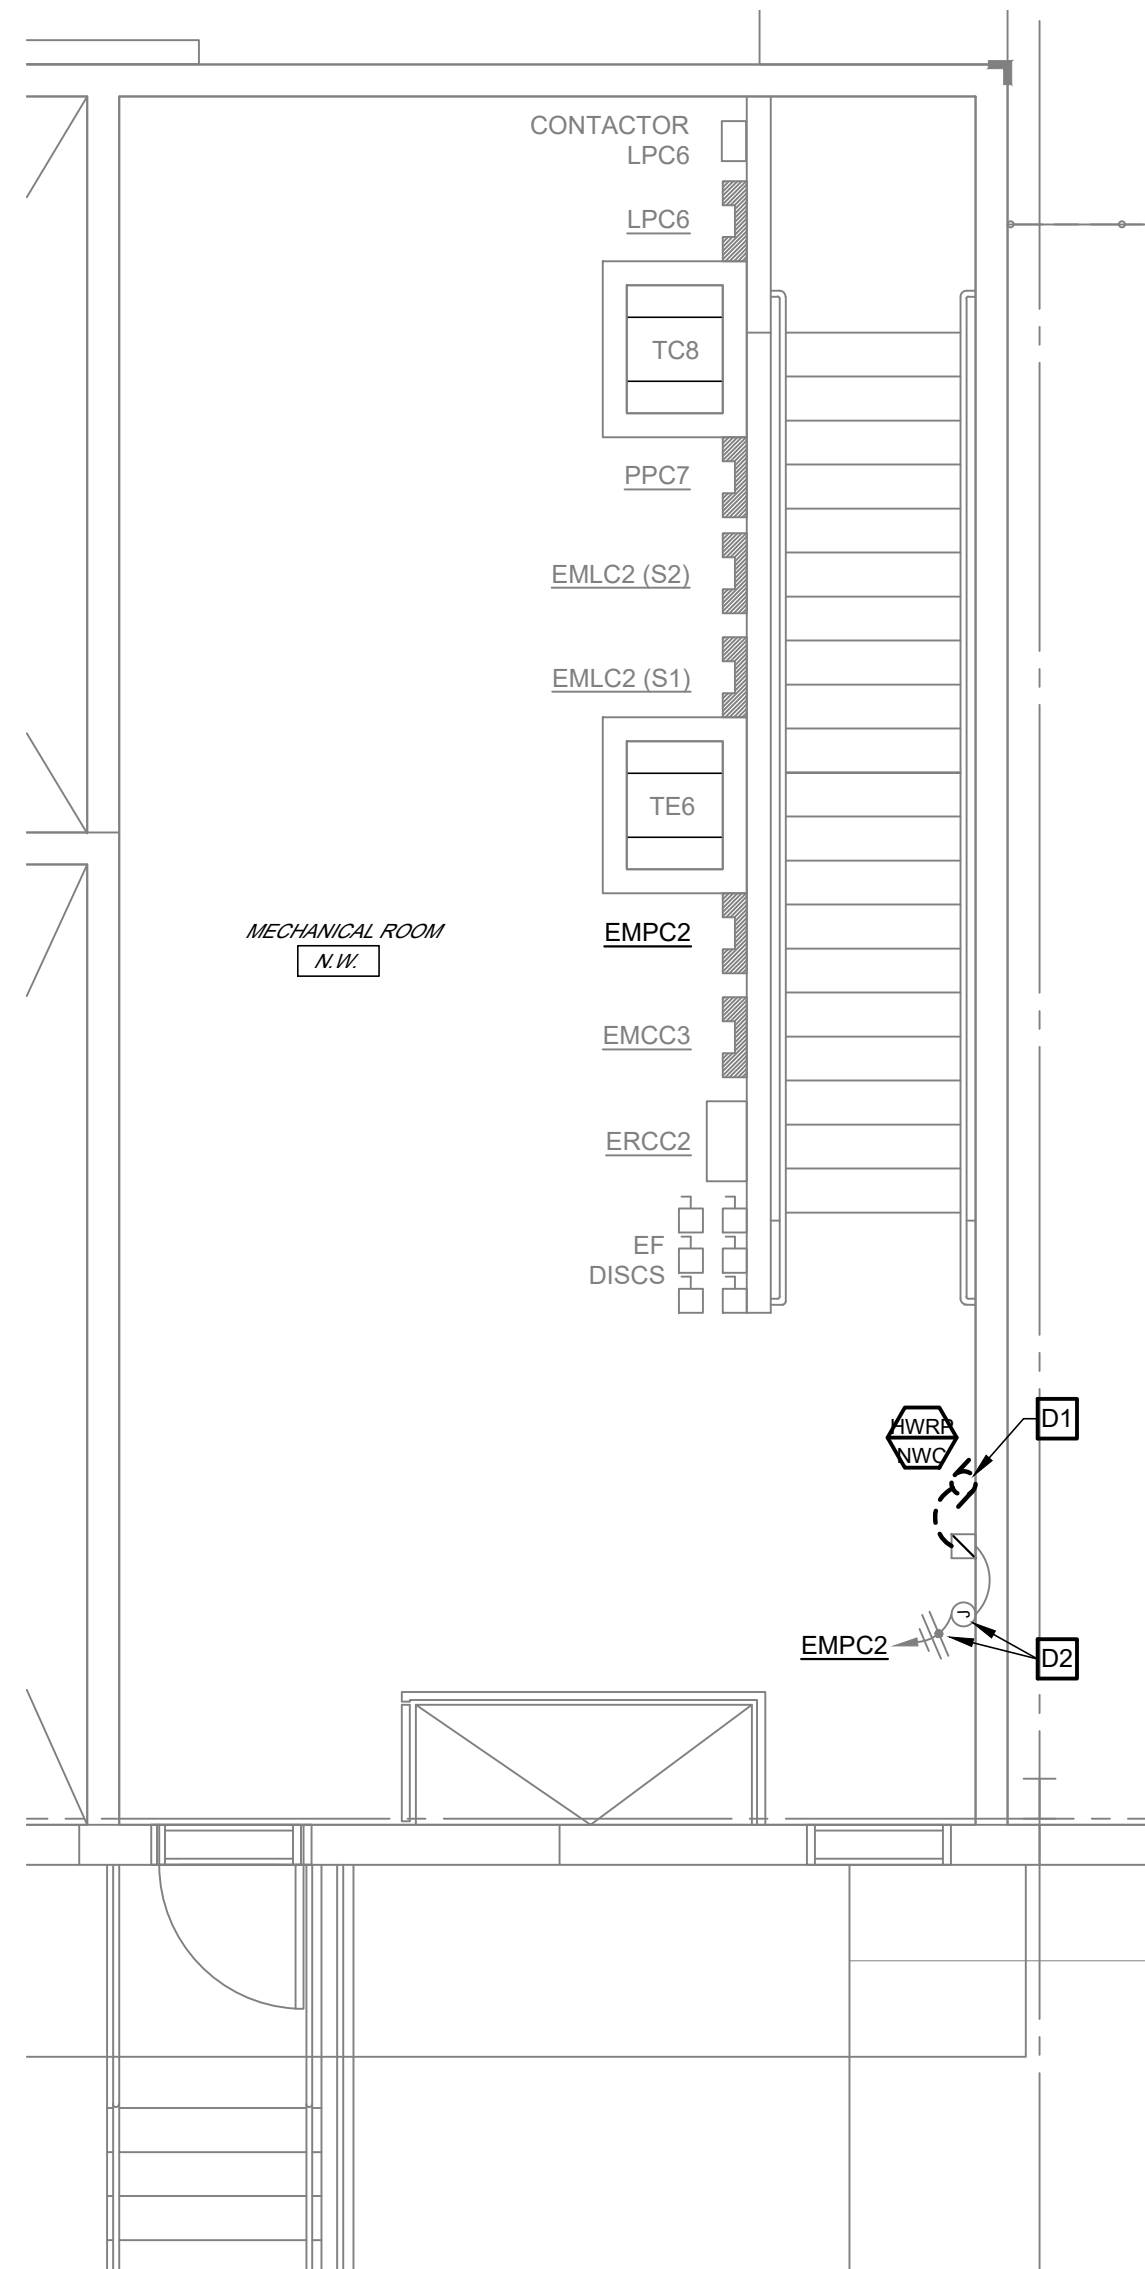 CONTACTOR
LPC6
LPC6
TC8
PPC7
EMLC2 (S2)
EMLC2 (S1)
TE6
MECHANICAL ROOM
N.W.
EMPC2
EMCC3
ERCC2
EF
DISCS
HWRP
NWC
D1
J
EMPC2
D2